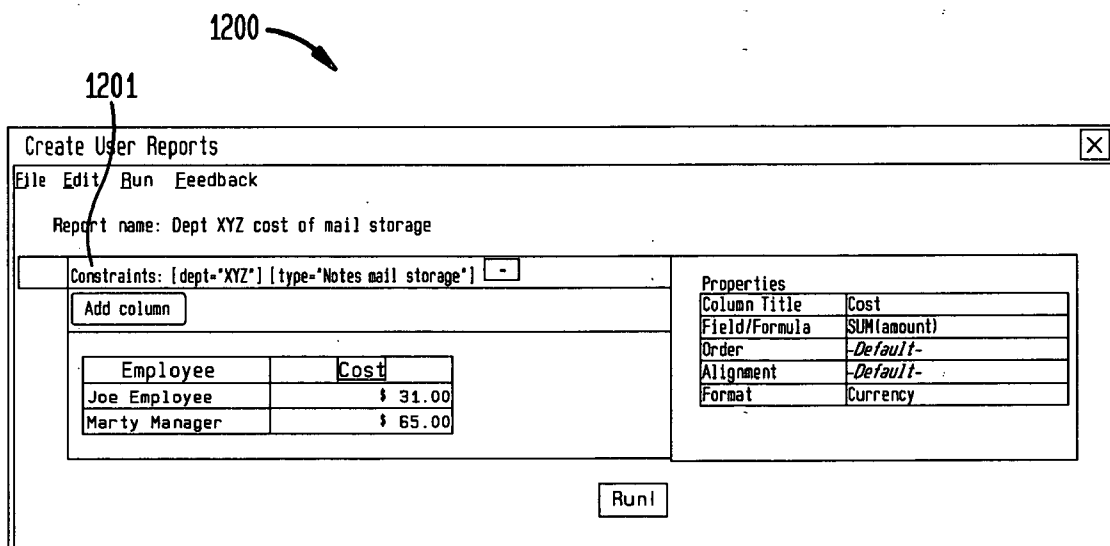 1200
1201
Create User Reports
File Edit Run Feedback
Report name: Dept XYZ cost of mail storage
Constraints: [dept="XYZ"] [type="Notes mail storage"] -
Add column
Employee Cost
Joe Employee $ 31.00
Marty Manager $ 65.00
Properties
Column Title Cost
Field/Formula SUM(amount)
Order -Default-
Alignment -Default-
Format Currency
Run!